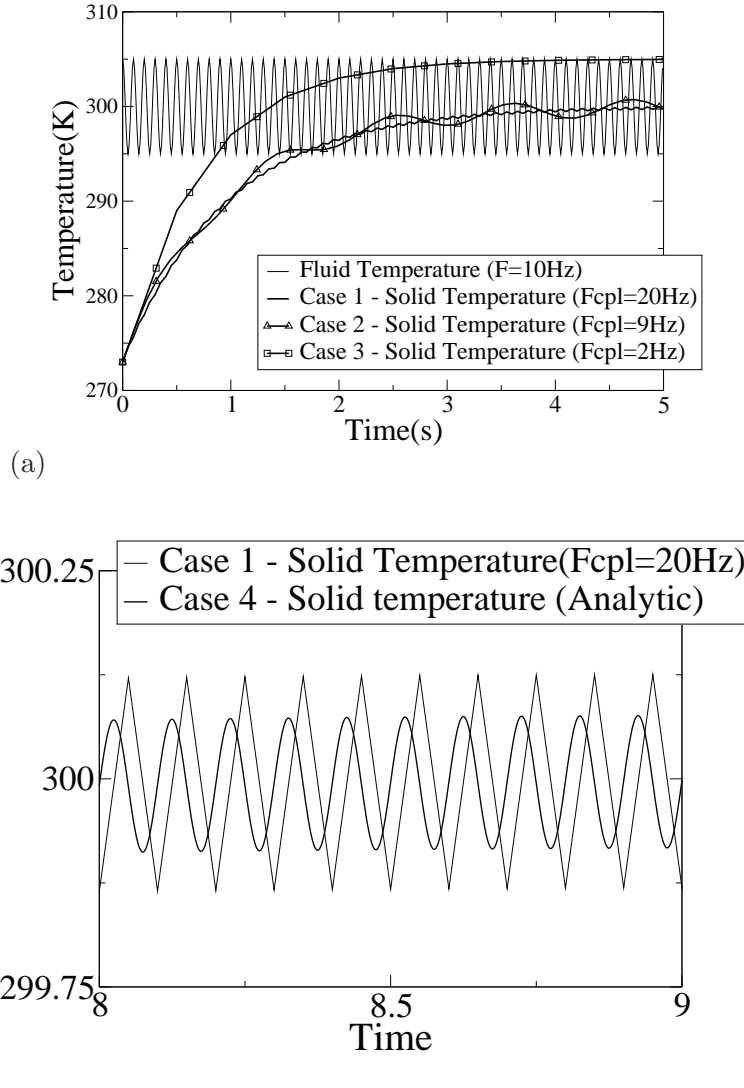 310
300
290
280
270
Temperature(K)
Fluid Temperature (F=10Hz)
Case 1 - Solid Temperature (Fcpl=20Hz)
Case 2 - Solid Temperature (Fcpl=9Hz)
Case 3 - Solid Temperature (Fcpl=2Hz)
0 1 2 3 4 5
Time(s)
(a)
Case 1 - Solid Temperature(Fcpl=20Hz)
Case 4 - Solid temperature (Analytic)
300.25
300
299.75
8 8.5 9
Time